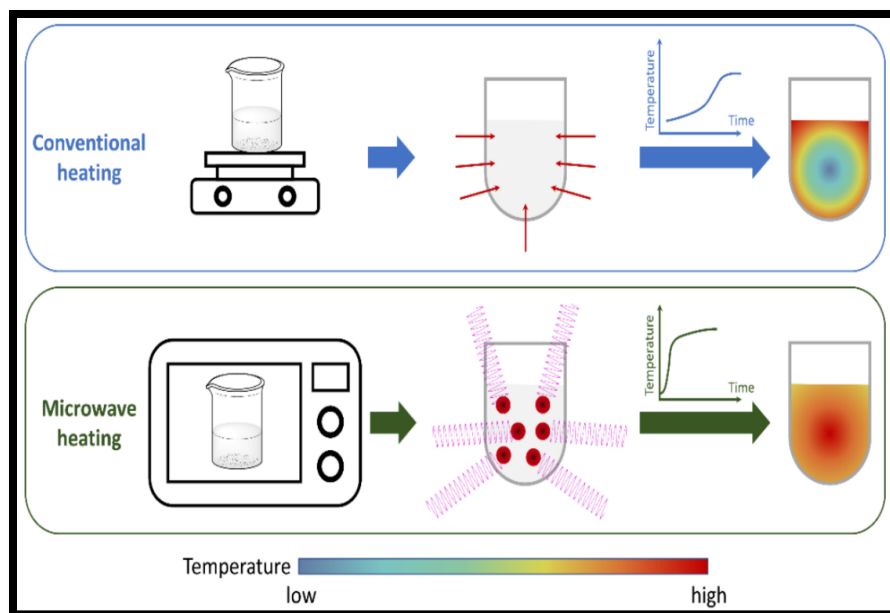 Conventional
heating
Temperature
Time
Microwave
heating
Temperature
Time
Temperature
low
high